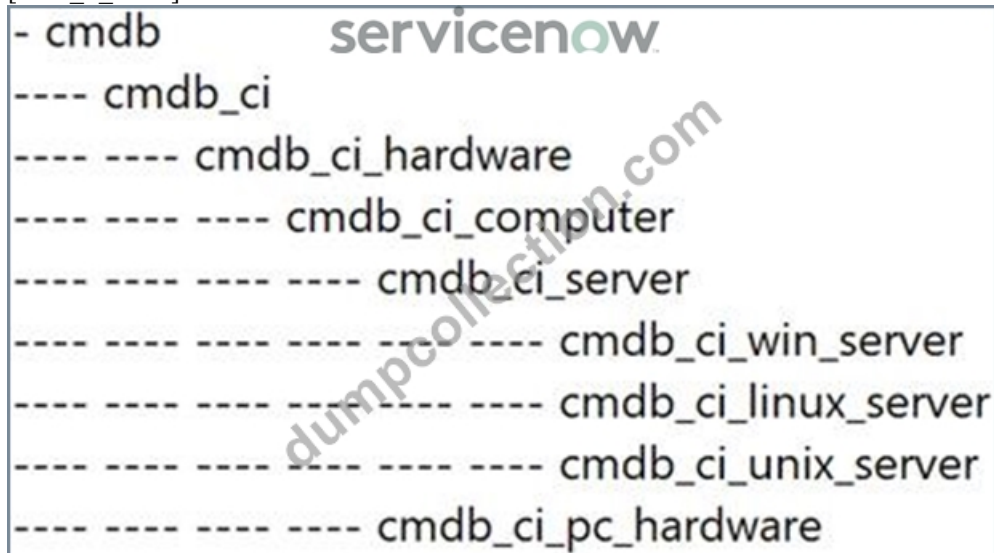 - cmdb servicenow
---- cmdb_ci
---- ---- cmdb_ci_hardware
---- ---- ---- cmdb_ci_computer
---- ---- ---- ---- cmdb_ci_server
---- ---- ---- ---- ---- ---- cmdb_ci_win_server
---- ---- ---- ---- ---- ---- cmdb_ci_linux_server
---- ---- ---- ---- ---- ---- cmdb_ci_unix_server
---- ---- ---- ---- cmdb_ci_pc_hardware
dumpcollection.com